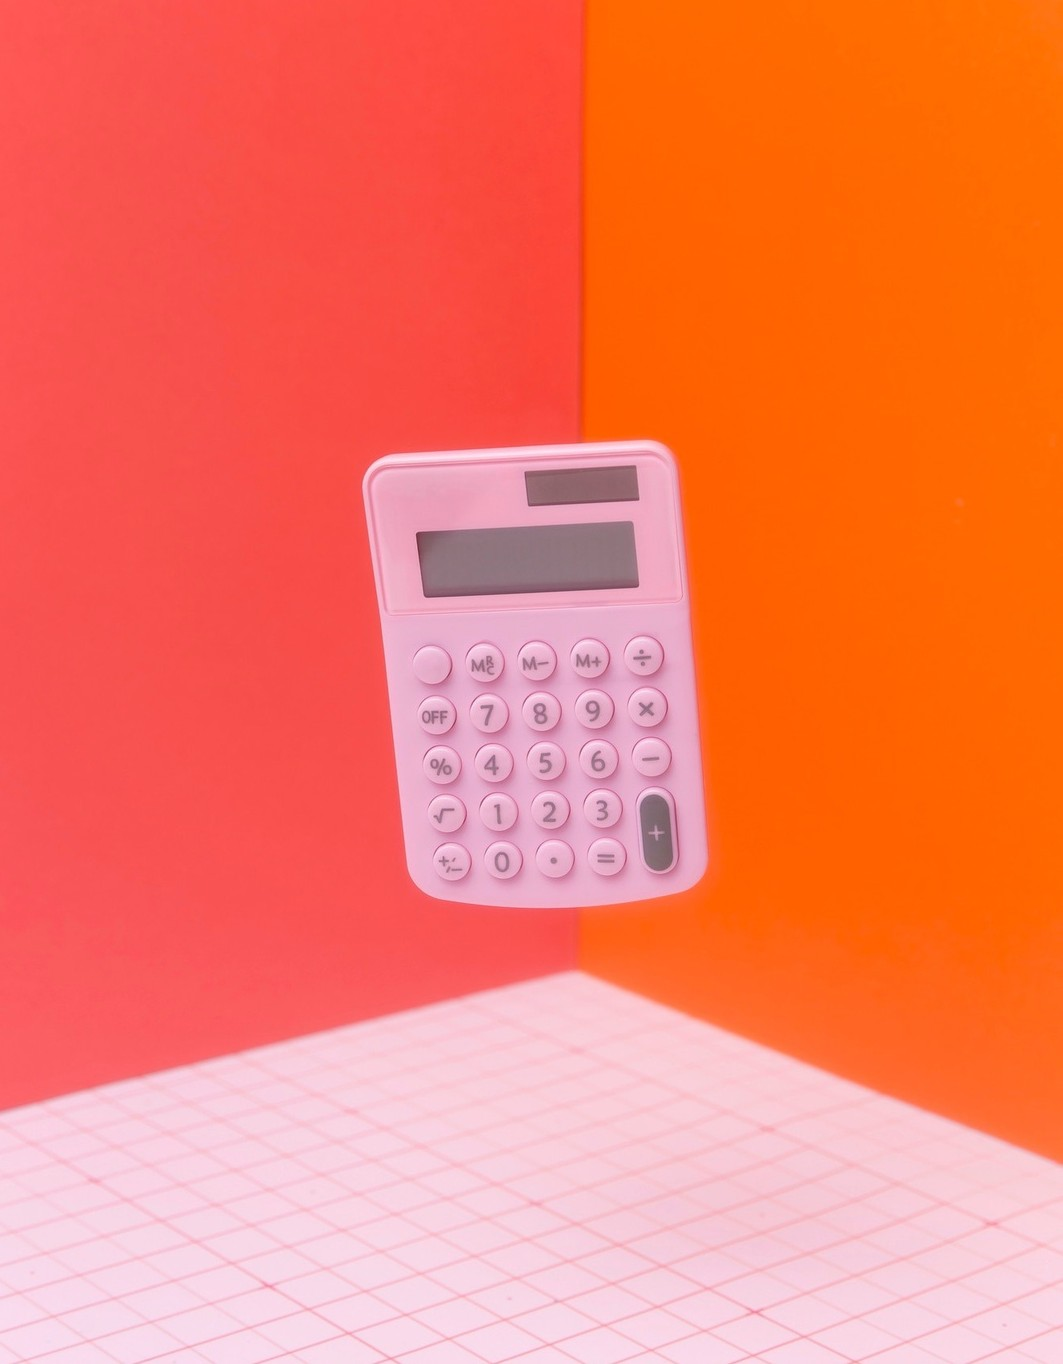 MRC M− M+ ÷
OFF 7 8 9 ×
% 4 5 6 −
√ 1 2 3 +
+/− 0 . =